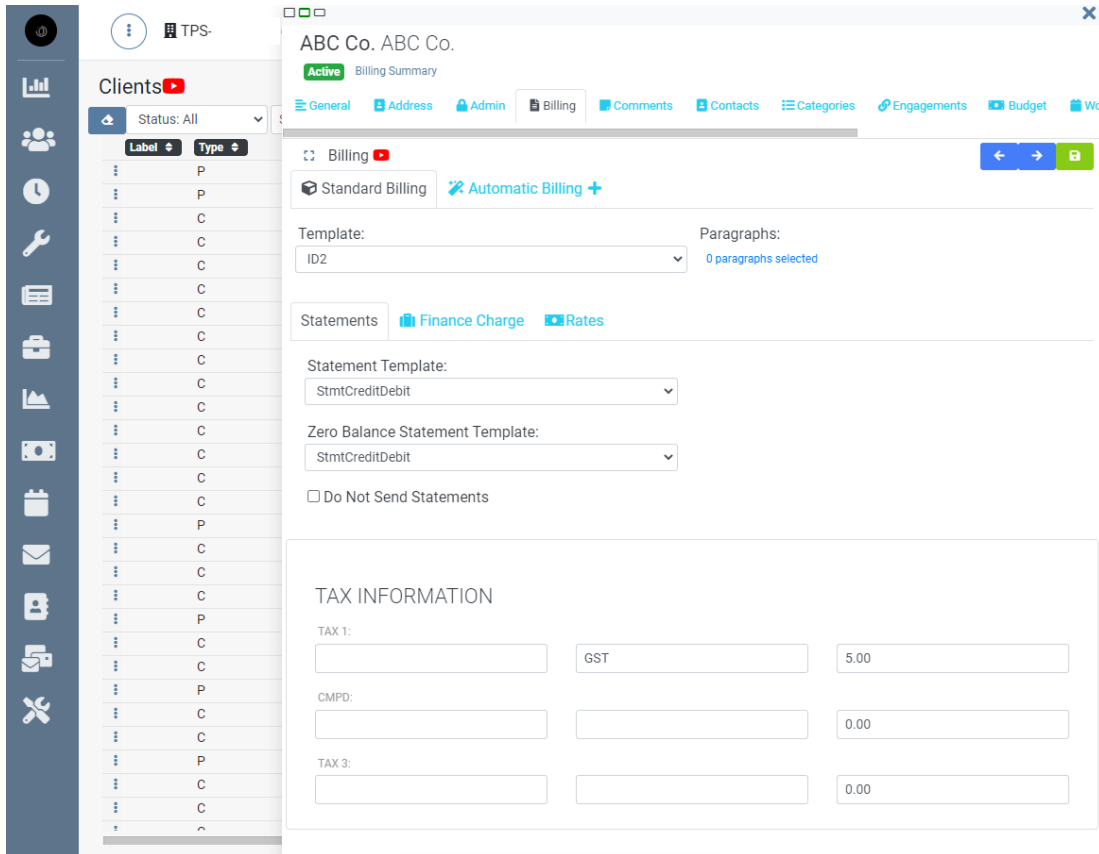 TPS-
Clients
Status: All
Label Type
P
P
C
C
C
C
C
C
C
C
C
C
C
C
C
P
C
C
C
P
C
C
P
C
C
P
C
C
ABC Co. ABC Co.
Active Billing Summary
General Address Admin Billing Comments Contacts Categories Engagements Budget Wo
Billing
Standard Billing Automatic Billing
Template: Paragraphs:
ID2 0 paragraphs selected
Statements Finance Charge Rates
Statement Template:
StmtCreditDebit
Zero Balance Statement Template:
StmtCreditDebit
Do Not Send Statements
TAX INFORMATION
TAX 1:
GST 5.00
CMPD:
0.00
TAX 3:
0.00